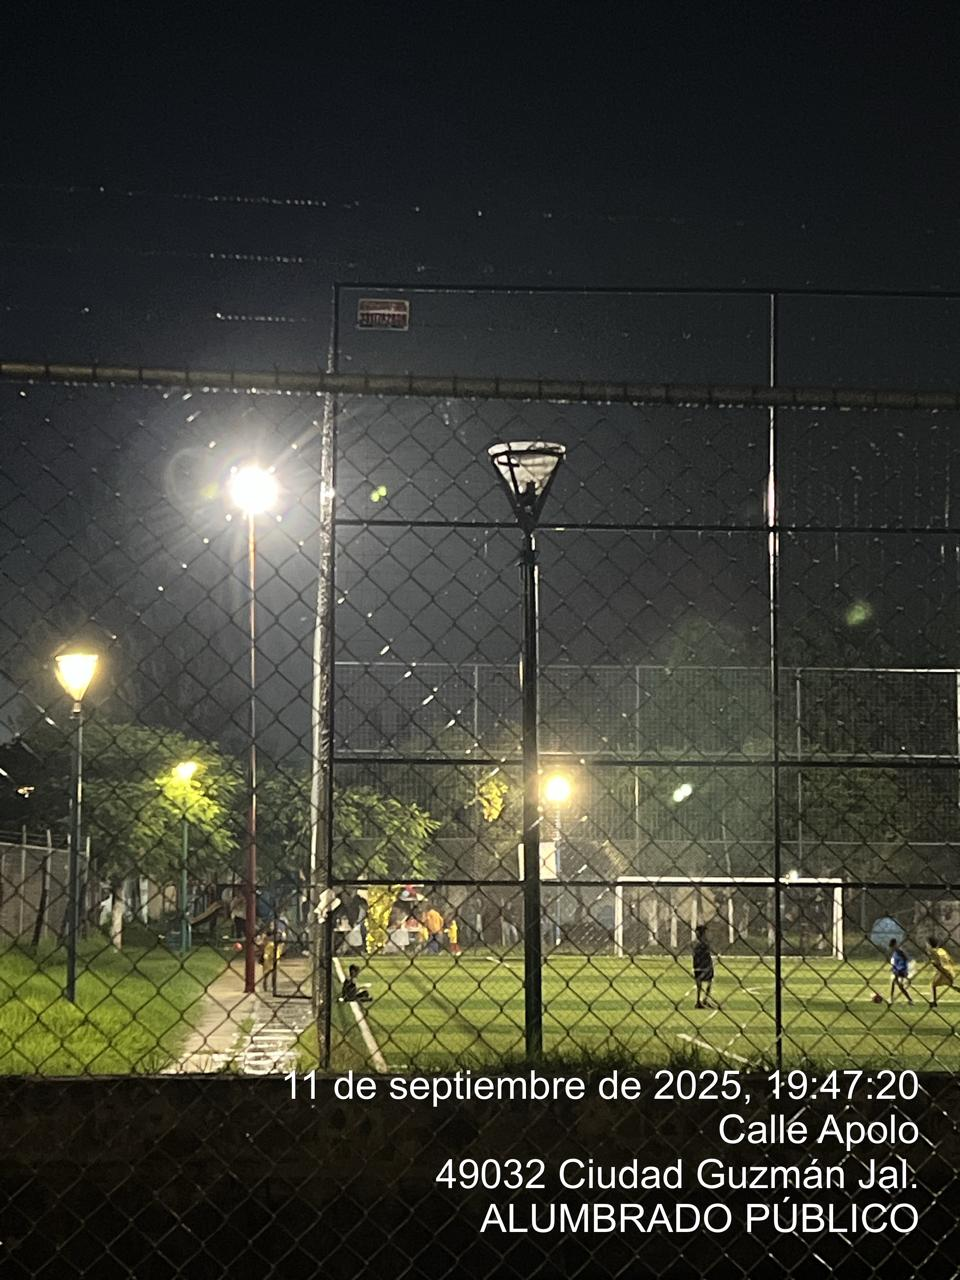 11 de septiembre de 2025, 19:47:20
Calle Apolo
49032 Ciudad Guzmán Jal.
ALUMBRADO PÚBLICO